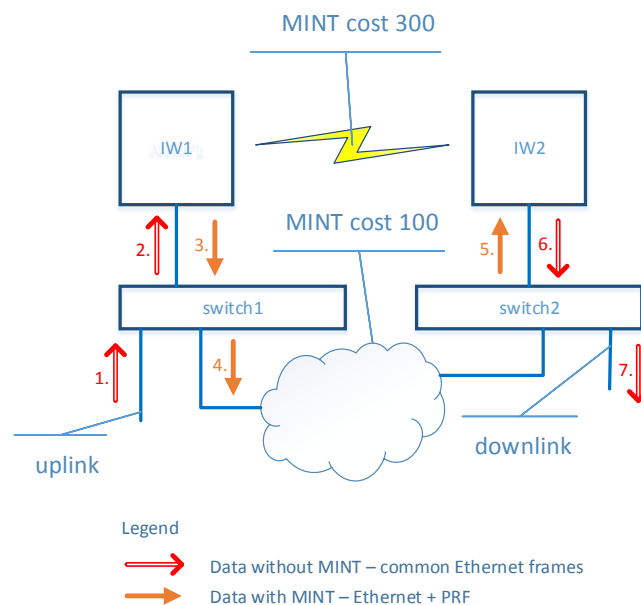 MINT cost 300
IW1
IW2
2.
3.
MINT cost 100
5.
6.
switch1
switch2
1.
4.
7.
uplink
downlink
Legend
Data without MINT – common Ethernet frames
Data with MINT – Ethernet + PRF